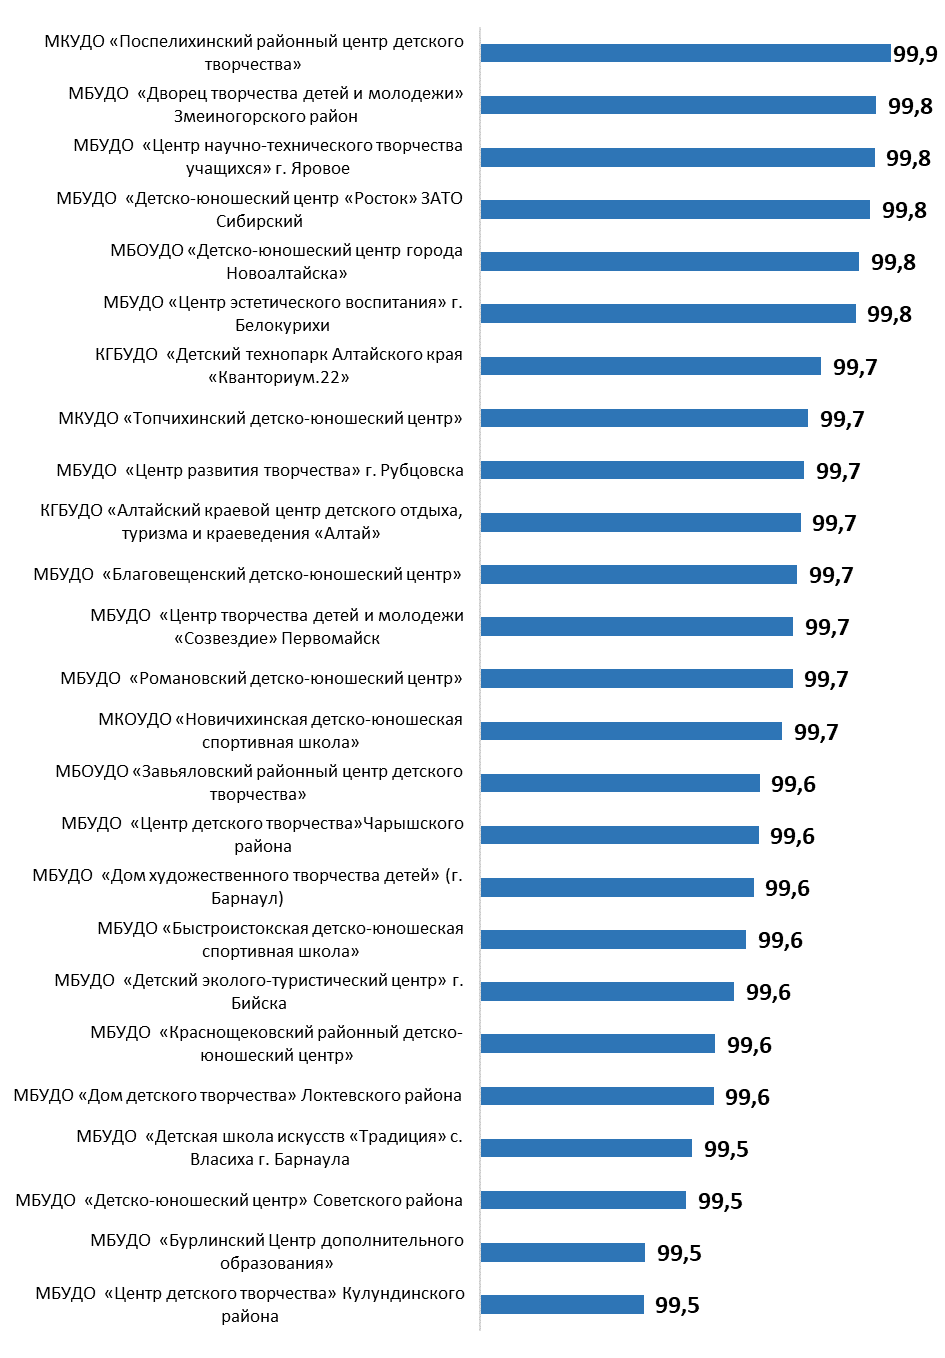 МКУДО «Поспелихинский районный центр детского
творчества»
99,9
МБУДО «Дворец творчества детей и молодежи»
Змеиногорского район
99,8
МБУДО «Центр научно-технического творчества
учащихся» г. Яровое
99,8
МБУДО «Детско-юношеский центр «Росток» ЗАТО
Сибирский
99,8
МБОУДО «Детско-юношеский центр города
Новоалтайска»
99,8
МБУДО «Центр эстетического воспитания» г.
Белокурихи
99,8
КГБУДО «Детский технопарк Алтайского края
«Кванториум.22»
99,7
МКУДО «Топчихинский детско-юношеский центр»
99,7
МБУДО «Центр развития творчества» г. Рубцовска
99,7
КГБУДО «Алтайский краевой центр детского отдыха,
туризма и краеведения «Алтай»
99,7
МБУДО «Благовещенский детско-юношеский центр»
99,7
МБУДО «Центр творчества детей и молодежи
«Созвездие» Первомайск
99,7
МБУДО «Романовский детско-юношеский центр»
99,7
МКОУДО «Новичихинская детско-юношеская
спортивная школа»
99,7
МБОУДО «Завьяловский районный центр детского
творчества»
99,6
МБУДО «Центр детского творчества»Чарышского
района
99,6
МБУДО «Дом художественного творчества детей» (г.
Барнаул)
99,6
МБУДО «Быстроистокская детско-юношеская
спортивная школа»
99,6
МБУДО «Детский эколого-туристический центр» г.
Бийска
99,6
МБУДО «Краснощековский районный детско-
юношеский центр»
99,6
МБУДО «Дом детского творчества» Локтевского района
99,6
МБУДО «Детская школа искусств «Традиция» с.
Власиха г. Барнаула
99,5
МБУДО «Детско-юношеский центр» Советского района
99,5
МБУДО «Бурлинский Центр дополнительного
образования»
99,5
МБУДО «Центр детского творчества» Кулундинского
района
99,5